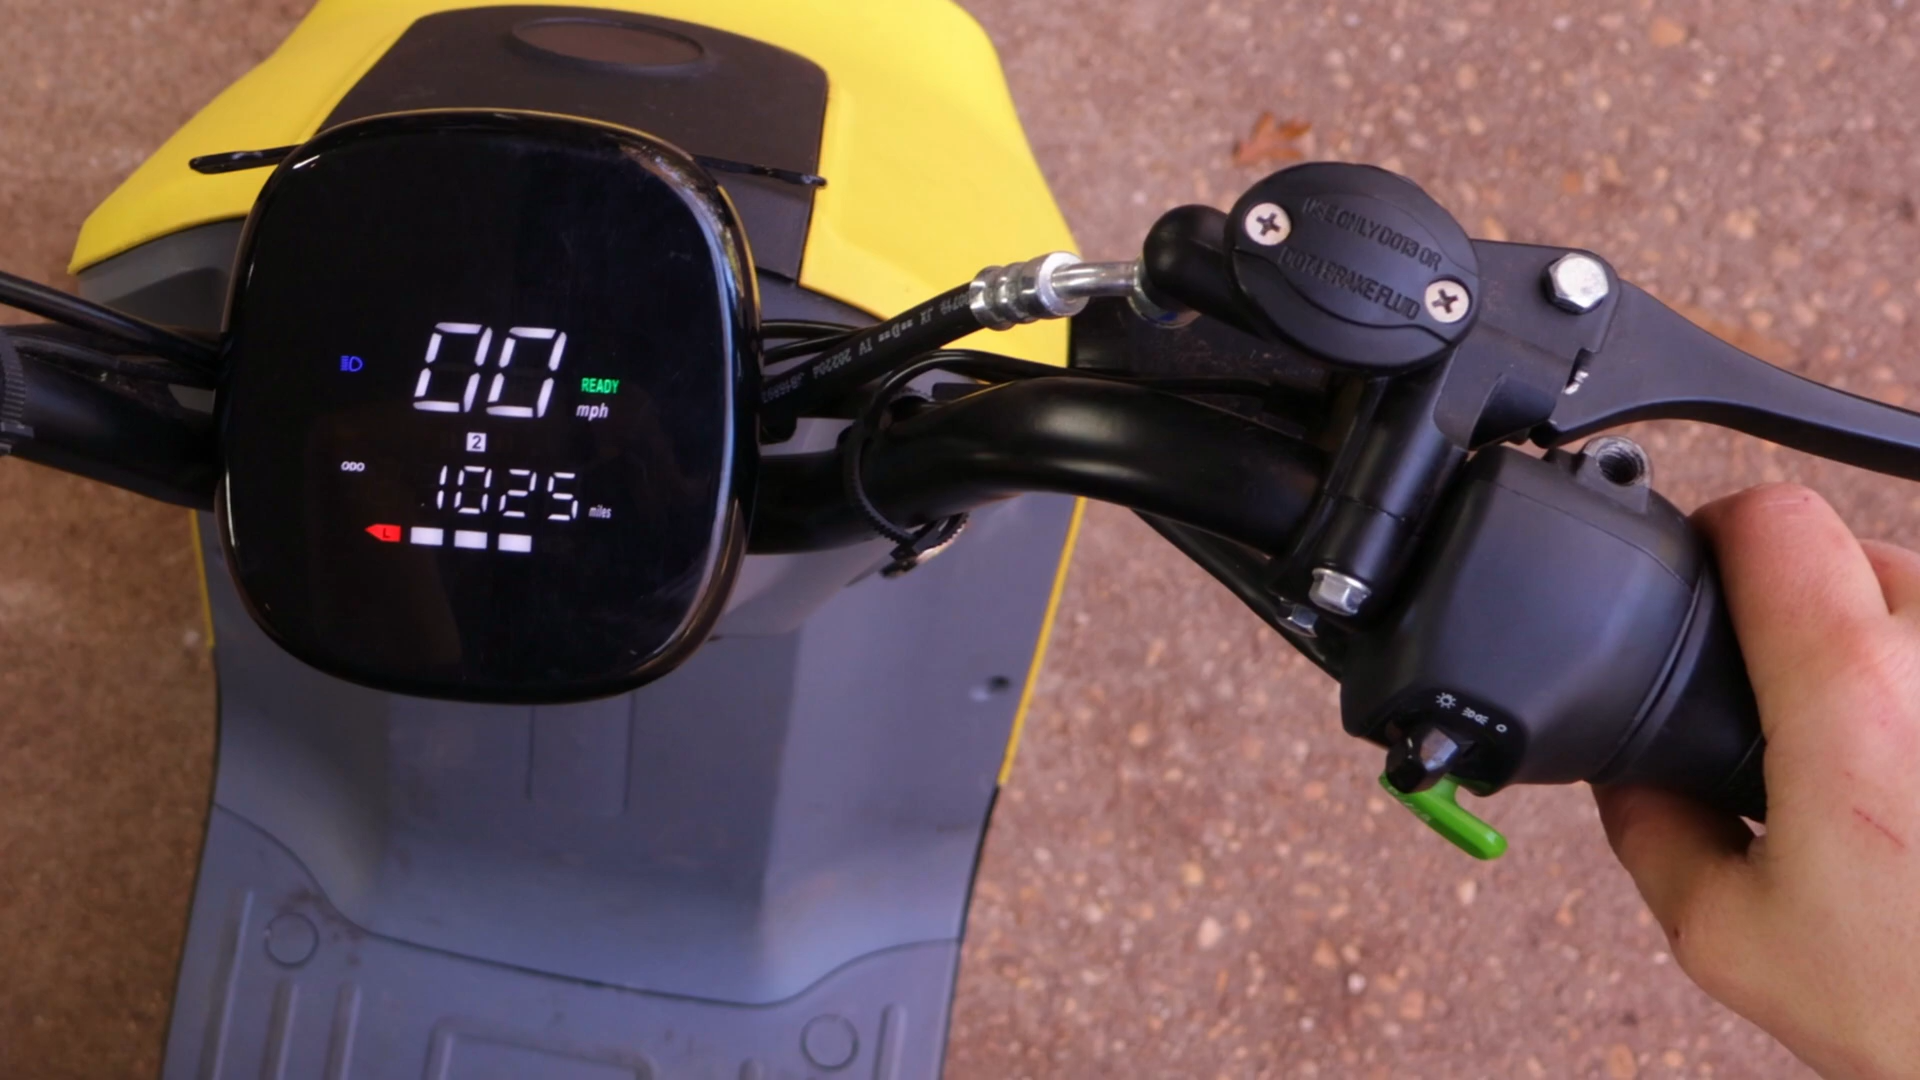 00
READY
mph
2
ODO
1025
miles
L
USE ONLY DOT3 OR
DOT4 BRAKE FLUID